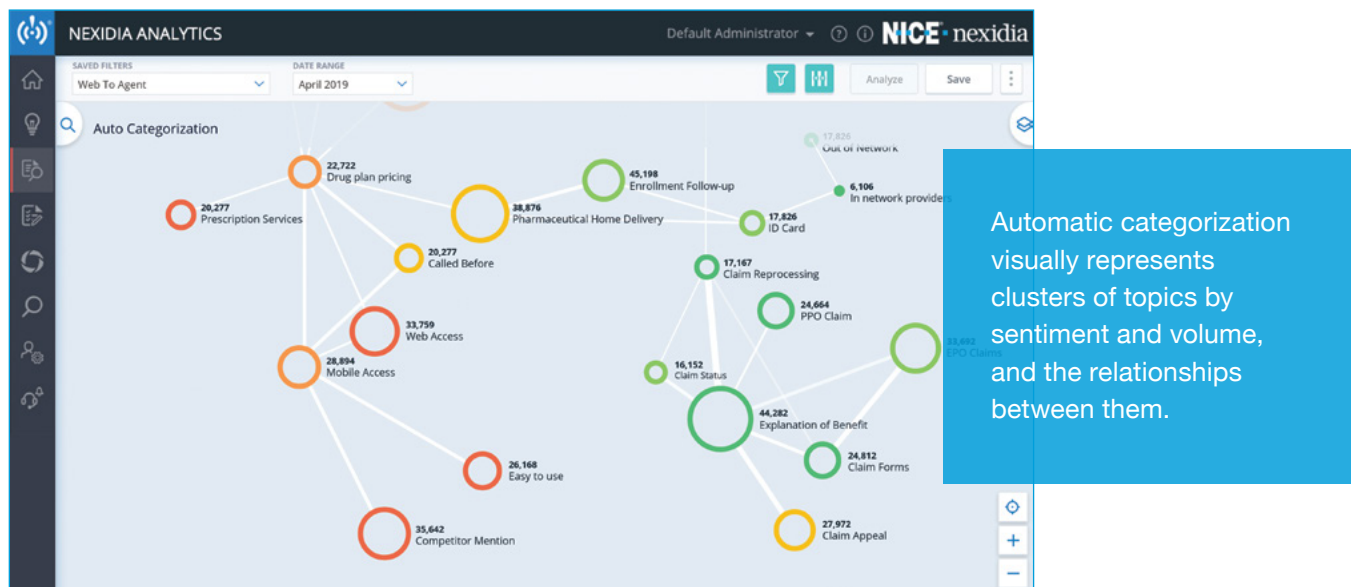 NEXIDIA ANALYTICS
Default Administrator
NICE nexidia
SAVED FILTERS
Web To Agent
DATE RANGE
April 2019
Analyze
Save
Auto Categorization
22,722
Drug plan pricing
20,277
Prescription Services
38,876
Pharmaceutical Home Delivery
45,198
Enrollment Follow-up
17,826
Out of Network
6,106
In network providers
17,826
ID Card
20,277
Called Before
17,167
Claim Reprocessing
24,664
PPO Claim
33,759
Web Access
33,692
EPO Claims
28,894
Mobile Access
16,152
Claim Status
44,282
Explanation of Benefit
24,812
Claim Forms
26,168
Easy to use
35,642
Competitor Mention
27,972
Claim Appeal
Automatic categorization
visually represents
clusters of topics by
sentiment and volume,
and the relationships
between them.